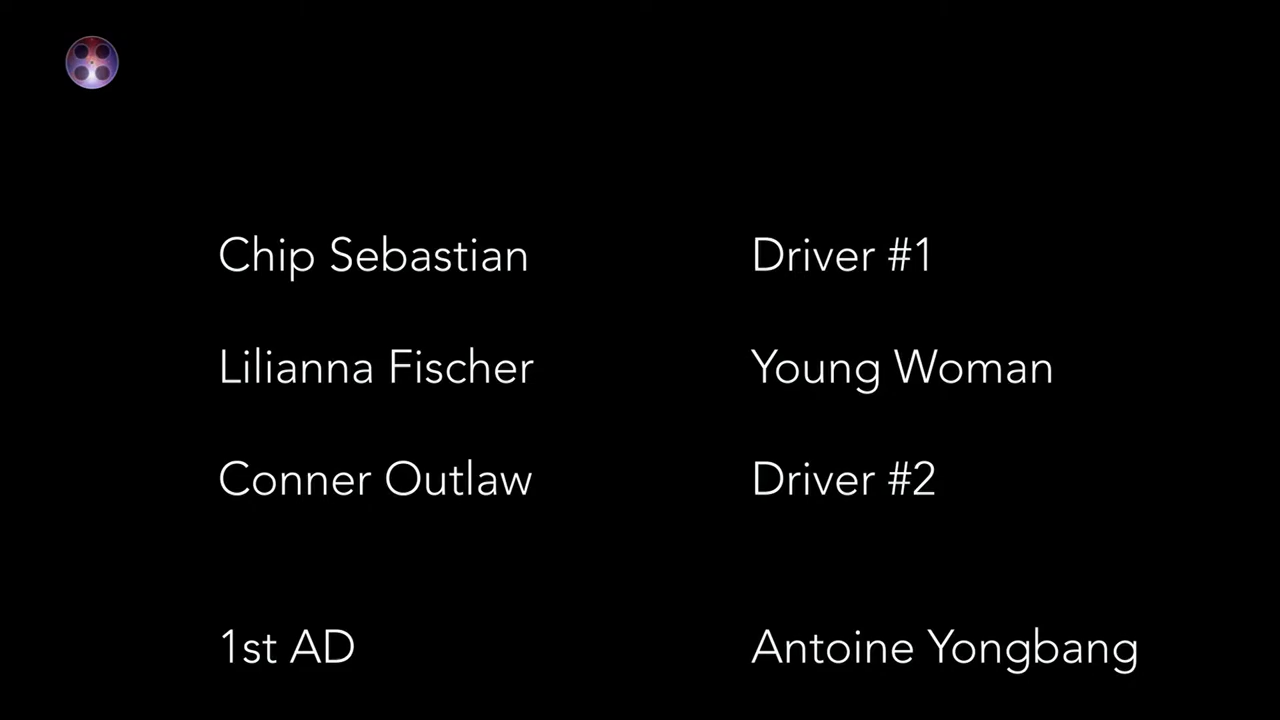 Chip Sebastian Driver #1
Lilianna Fischer Young Woman
Conner Outlaw Driver #2
1st AD Antoine Yongbang